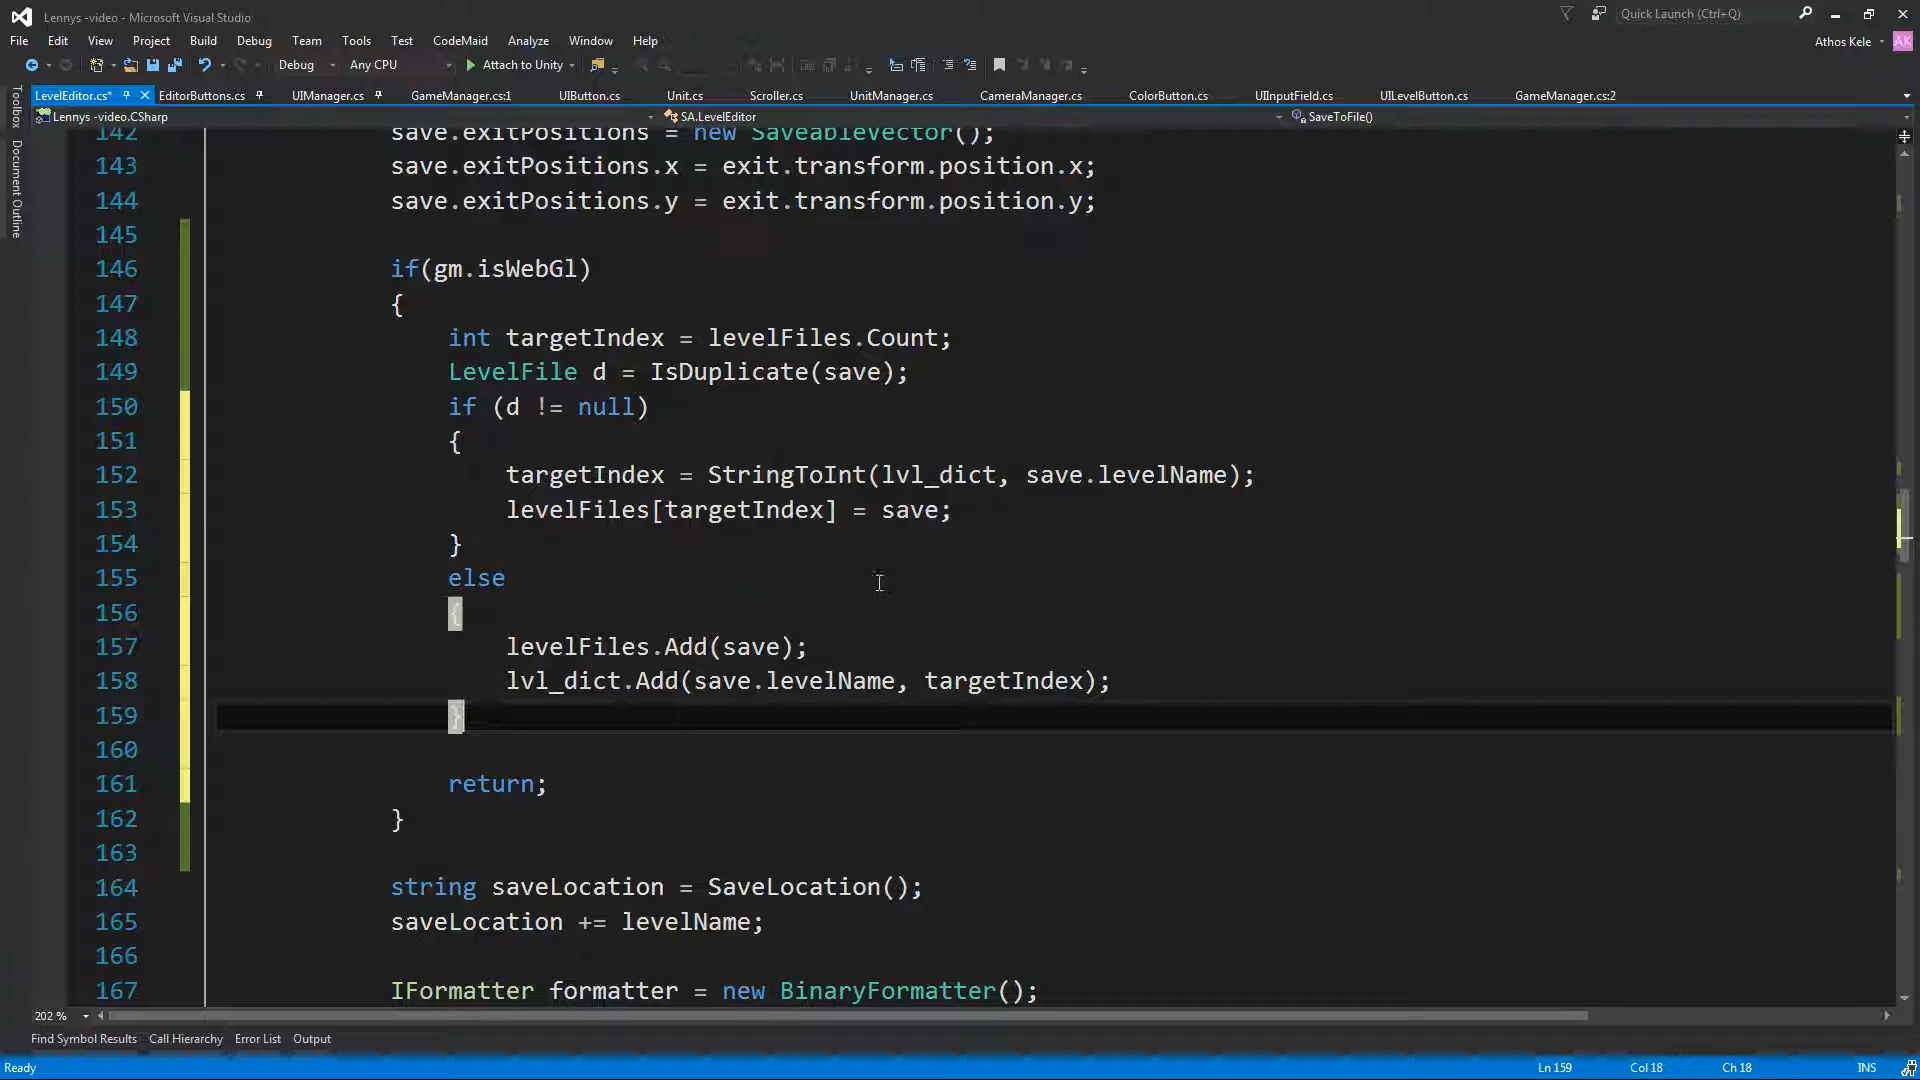 Lennys -video - Microsoft Visual Studio
Quick Launch (Ctrl+Q)
File Edit View Project Build Debug Team Tools Test CodeMaid Analyze Window Help
Athos Kele AK
Debug Any CPU Attach to Unity
LevelEditor.cs* EditorButtons.cs UIManager.cs GameManager.cs:1 UIButton.cs Unit.cs Scroller.cs UnitManager.cs CameraManager.cs ColorButton.cs UIInputField.cs UILevelButton.cs GameManager.cs:2
Lennys -video.CSharp SA.LevelEditor SaveToFile()
Toolbox
Document Outline
142 save.exitPositions = new SaveableVector();
143 save.exitPositions.x = exit.transform.position.x;
144 save.exitPositions.y = exit.transform.position.y;
145
146 if(gm.isWebGl)
147 {
148 int targetIndex = levelFiles.Count;
149 LevelFile d = IsDuplicate(save);
150 if (d != null)
151 {
152 targetIndex = StringToInt(lvl_dict, save.levelName);
153 levelFiles[targetIndex] = save;
154 }
155 else
156 {
157 levelFiles.Add(save);
158 lvl_dict.Add(save.levelName, targetIndex);
159 }
160
161 return;
162 }
163
164 string saveLocation = SaveLocation();
165 saveLocation += levelName;
166
167 IFormatter formatter = new BinaryFormatter();
202 %
Find Symbol Results Call Hierarchy Error List Output
Ready Ln 159 Col 18 Ch 18 INS